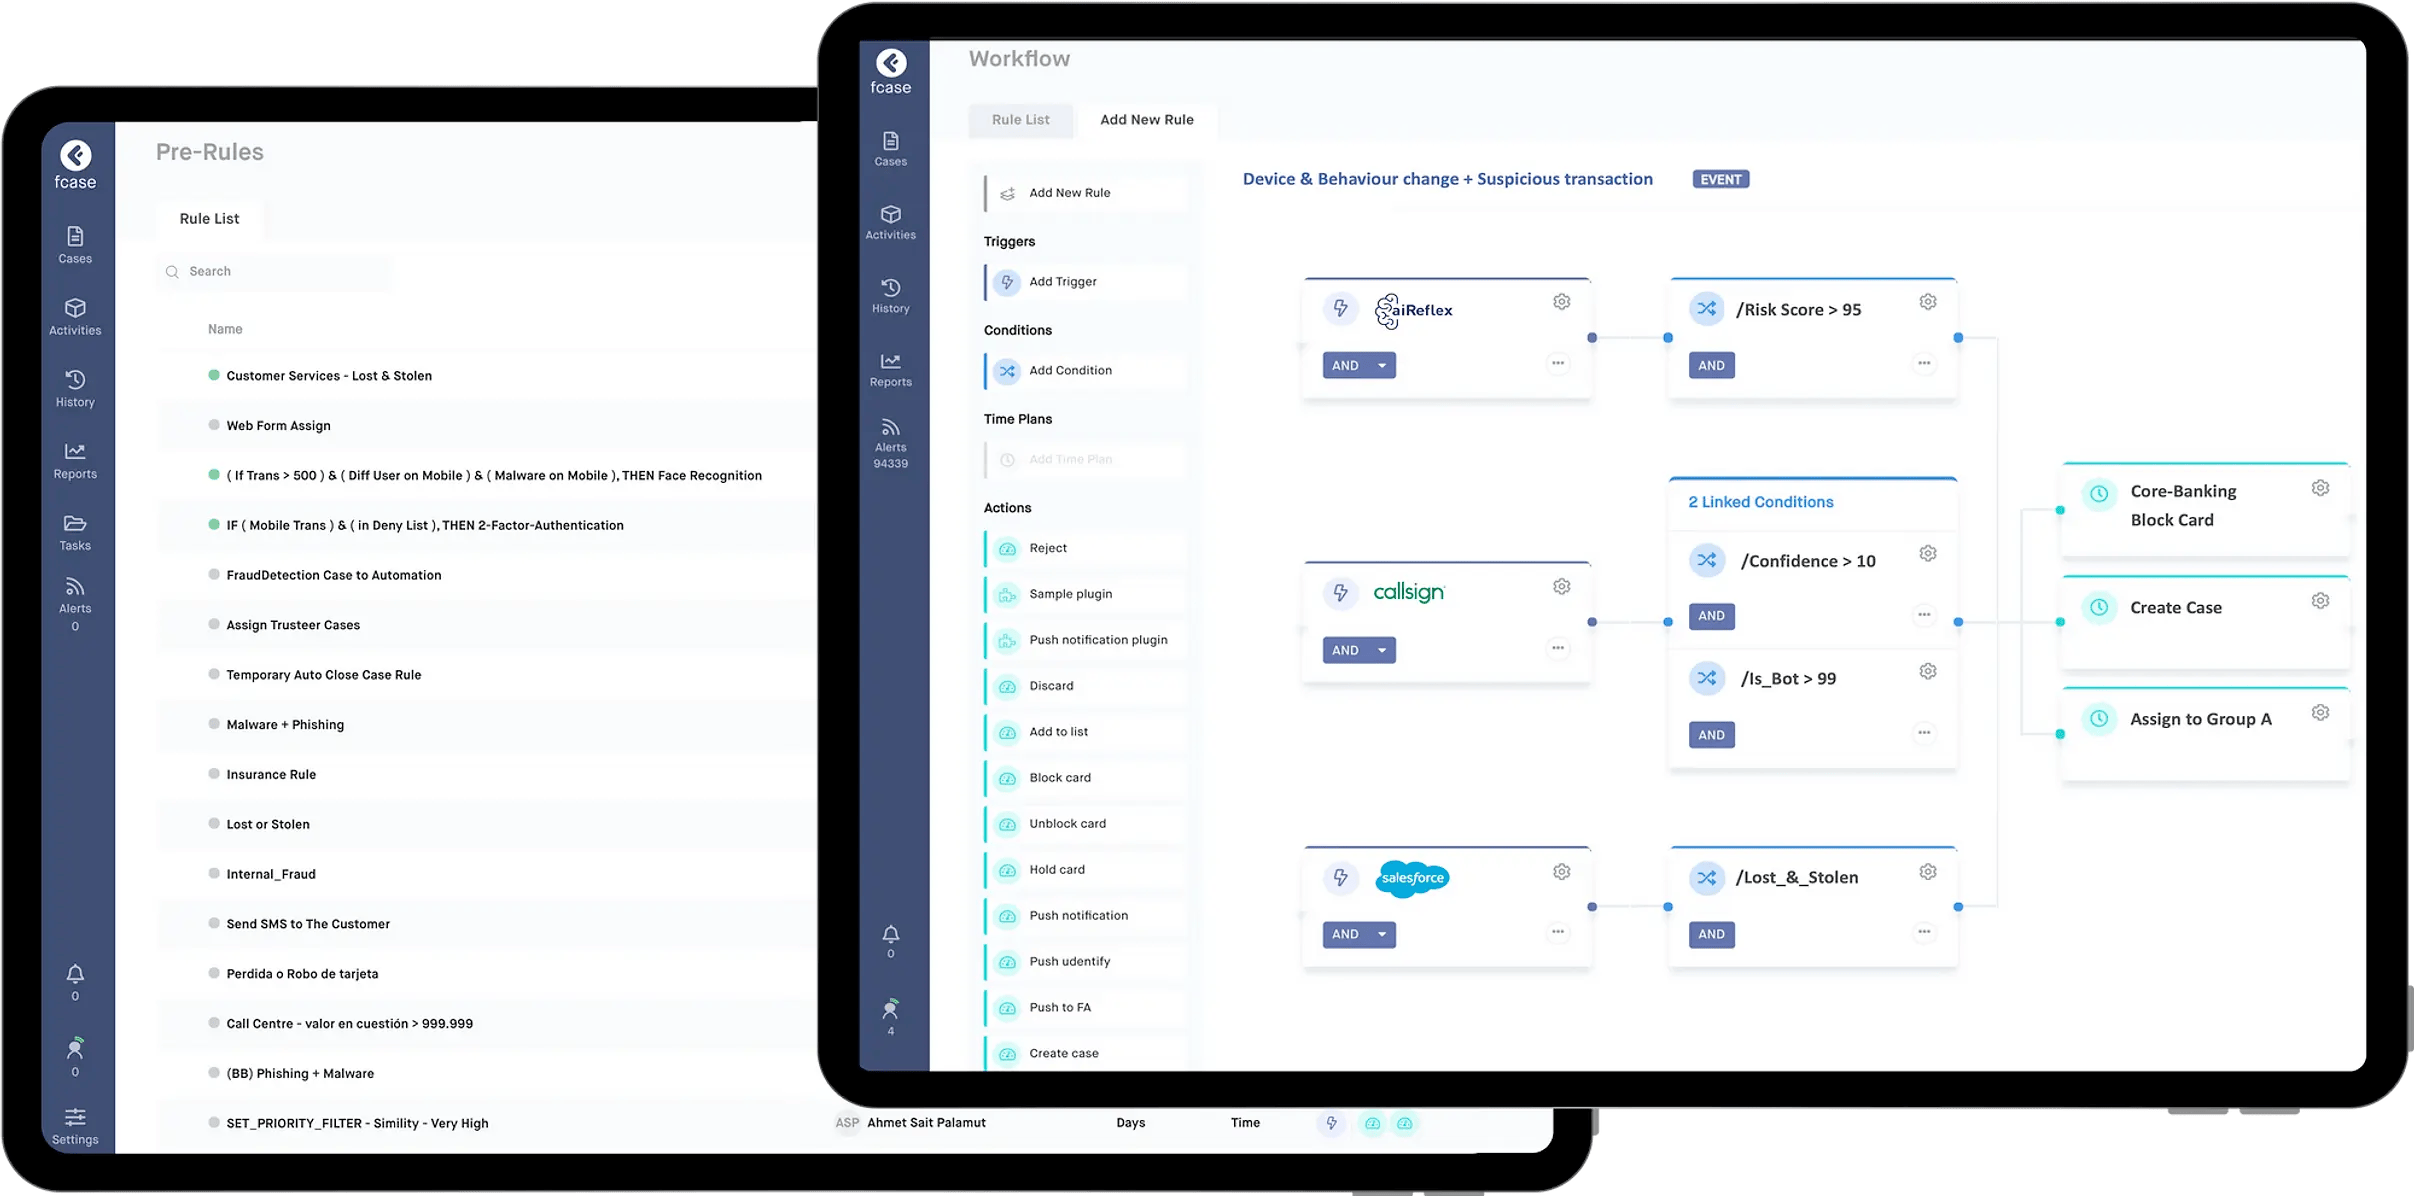 fcase
Cases
Activities
History
Reports
Tasks
Alerts
0
0
0
Settings
Pre-Rules
Rule List
Search
Name
Customer Services - Lost & Stolen
Web Form Assign
( If Trans > 500 ) & ( Diff User on Mobile ) & ( Malware on Mobile ), THEN Face Recognition
IF ( Mobile Trans ) & ( in Deny List ), THEN 2-Factor-Authentication
FraudDetection Case to Automation
Assign Trusteer Cases
Temporary Auto Close Case Rule
Malware + Phishing
Insurance Rule
Lost or Stolen
Internal_Fraud
Send SMS to The Customer
Perdida o Robo de tarjeta
Call Centre - valor en cuestión > 999.999
(BB) Phishing + Malware
SET_PRIORITY_FILTER - Simility - Very High
ASP Ahmet Sait Palamut Days Time
fcase
Cases
Activities
History
Reports
Alerts
94339
0
4
Workflow
Rule List
Add New Rule
Add New Rule
Triggers
Add Trigger
Conditions
Add Condition
Time Plans
Add Time Plan
Actions
Reject
Sample plugin
Push notification plugin
Discard
Add to list
Block card
Unblock card
Hold card
Push notification
Push udentify
Push to FA
Create case
Device & Behaviour change + Suspicious transaction EVENT
aiReflex
AND
/Risk Score > 95
AND
callsign
AND
2 Linked Conditions
/Confidence > 10
AND
/Is_Bot > 99
AND
salesforce
AND
/Lost_&_Stolen
AND
Core-Banking
Block Card
Create Case
Assign to Group A